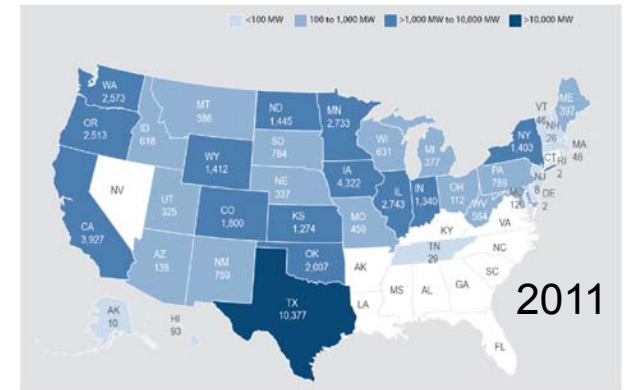 <100 MW 100 to 1,000 MW >1,000 MW to 10,000 MW >10,000 MW
WA
2,573
OR
2,513
CA
3,927
NV
ID
618
MT
386
WY
1,412
UT
325
AZ
138
CO
1,800
NM
750
ND
1,445
SD
784
NE
337
KS
1,274
OK
2,007
TX
10,377
MN
2,733
IA
4,322
MO
459
AK
LA
WI
631
IL
2,743
IN
1,340
MI
377
OH
112
KY
TN
29
MS
AL
GA
FL
SC
NC
VA
WV
564
PA
789
NY
1,403
VT
46
NH
26
ME
397
MA
46
CT
RI
2
NJ
8
DE
2
AK
10
HI
93
2011